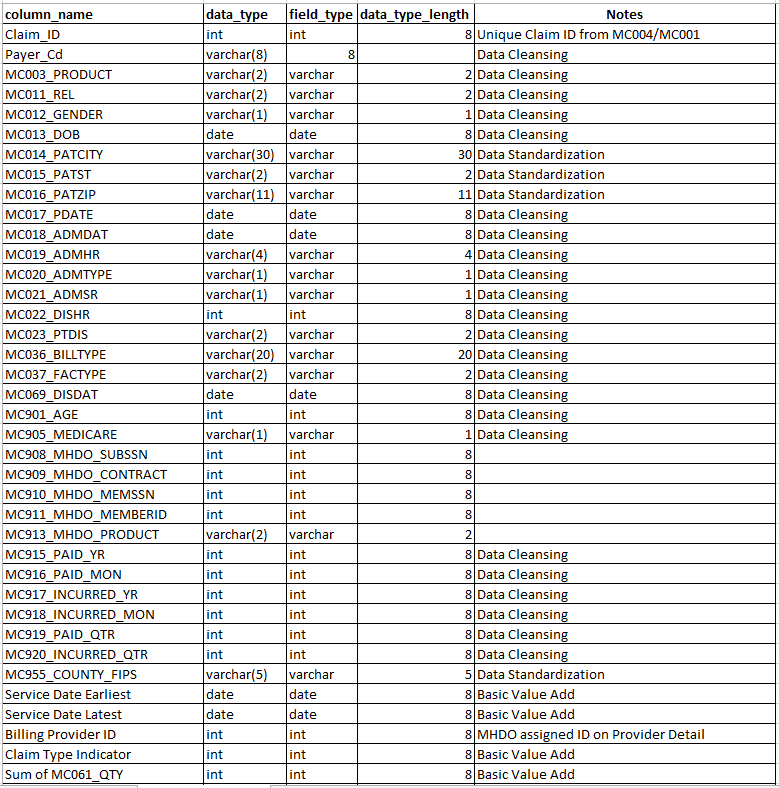 column_name data_type field_type data_type_length Notes
Claim_ID int int 8 Unique Claim ID from MC004/MC001
Payer_Cd varchar(8) 8 Data Cleansing
MC003_PRODUCT varchar(2) varchar 2 Data Cleansing
MC011_REL varchar(2) varchar 2 Data Cleansing
MC012_GENDER varchar(1) varchar 1 Data Cleansing
MC013_DOB date date 8 Data Cleansing
MC014_PATCITY varchar(30) varchar 30 Data Standardization
MC015_PATST varchar(2) varchar 2 Data Standardization
MC016_PATZIP varchar(11) varchar 11 Data Standardization
MC017_PDATE date date 8 Data Cleansing
MC018_ADMDAT date date 8 Data Cleansing
MC019_ADMHR varchar(4) varchar 4 Data Cleansing
MC020_ADMTYPE varchar(1) varchar 1 Data Cleansing
MC021_ADMSR varchar(1) varchar 1 Data Cleansing
MC022_DISHR int int 8 Data Cleansing
MC023_PTDIS varchar(2) varchar 2 Data Cleansing
MC036_BILLTYPE varchar(20) varchar 20 Data Cleansing
MC037_FACTYPE varchar(2) varchar 2 Data Cleansing
MC069_DISDAT date date 8 Data Cleansing
MC901_AGE int int 8 Data Cleansing
MC905_MEDICARE varchar(1) varchar 1 Data Cleansing
MC908_MHDO_SUBSSN int int 8
MC909_MHDO_CONTRACT int int 8
MC910_MHDO_MEMSSN int int 8
MC911_MHDO_MEMBERID int int 8
MC913_MHDO_PRODUCT varchar(2) varchar 2
MC915_PAID_YR int int 8 Data Cleansing
MC916_PAID_MON int int 8 Data Cleansing
MC917_INCURRED_YR int int 8 Data Cleansing
MC918_INCURRED_MON int int 8 Data Cleansing
MC919_PAID_QTR int int 8 Data Cleansing
MC920_INCURRED_QTR int int 8 Data Cleansing
MC955_COUNTY_FIPS varchar(5) varchar 5 Data Standardization
Service Date Earliest date date 8 Basic Value Add
Service Date Latest date date 8 Basic Value Add
Billing Provider ID int int 8 MHDO assigned ID on Provider Detail
Claim Type Indicator int int 8 Basic Value Add
Sum of MC061_QTY int int 8 Basic Value Add